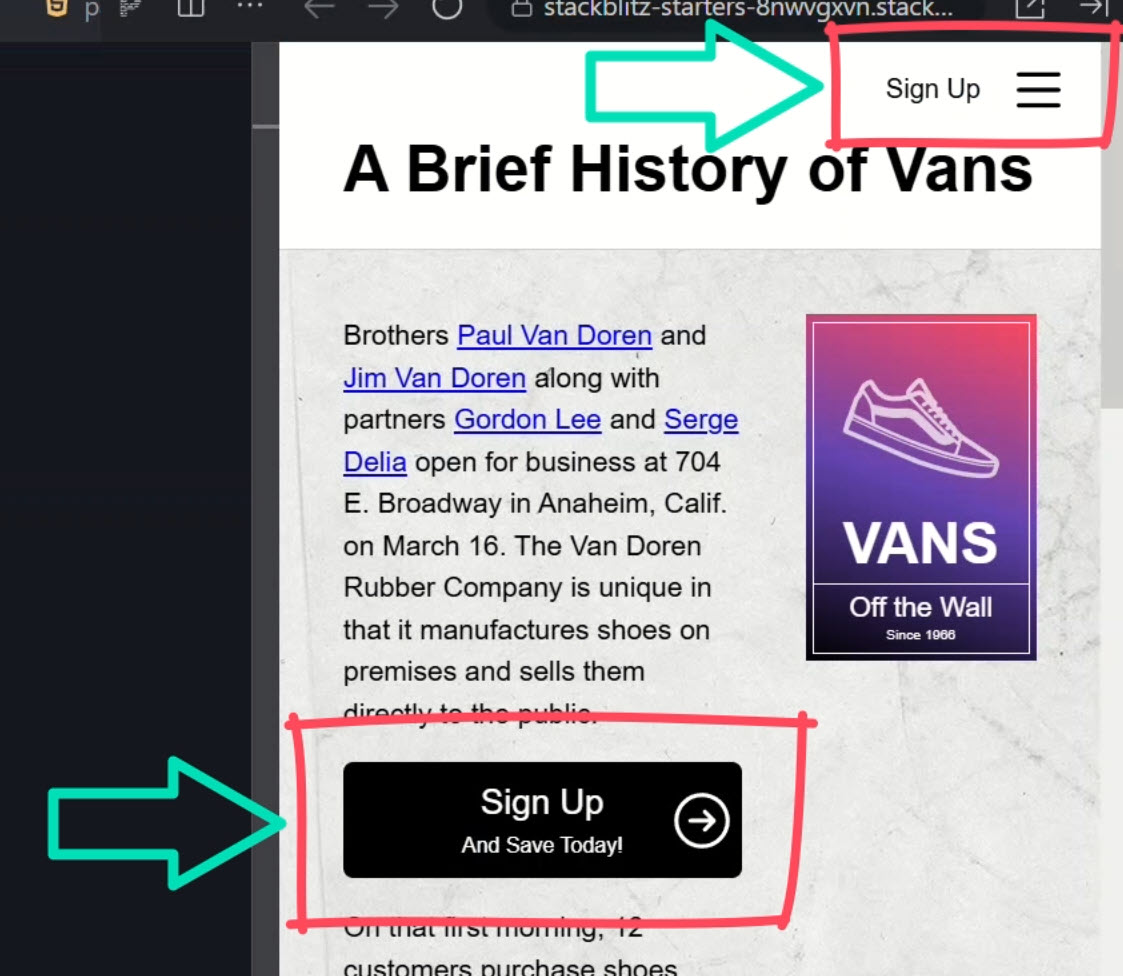 p
stackblitz-starters-8nwvgxvn.stack...
Sign Up
A Brief History of Vans
Brothers Paul Van Doren and
Jim Van Doren along with
partners Gordon Lee and Serge
Delia open for business at 704
E. Broadway in Anaheim, Calif.
on March 16. The Van Doren
Rubber Company is unique in
that it manufactures shoes on
premises and sells them
directly to the public.
VANS
Off the Wall
Since 1966
Sign Up
And Save Today!
On that first morning, 12
customers purchase shoes